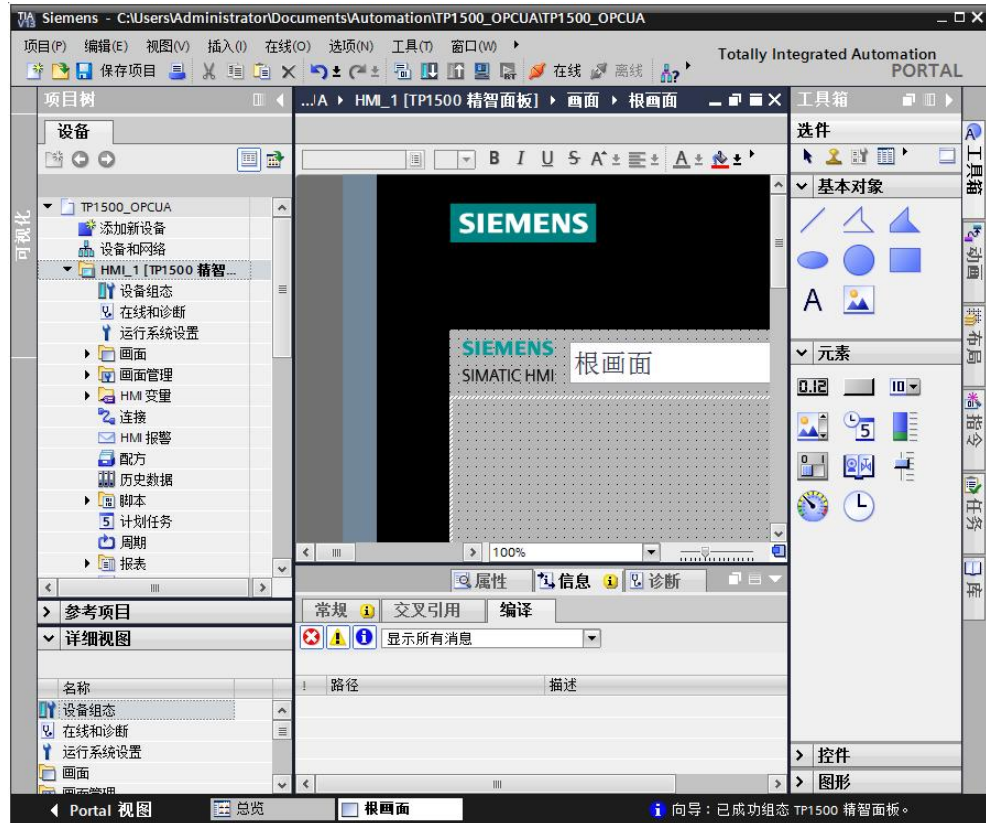 Siemens - C:\Users\Administrator\Documents\Automation\TP1500_OPCUA\TP1500_OPCUA
项目(P) 编辑(E) 视图(V) 插入(I) 在线(O) 选项(N) 工具(T) 窗口(W)
Totally Integrated Automation
PORTAL
保存项目 在线 离线
项目树
设备
可视化
TP1500_OPCUA
添加新设备
设备和网络
HMI_1 [TP1500 精智...
设备组态
在线和诊断
运行系统设置
画面
画面管理
HMI 变量
连接
HMI 报警
配方
历史数据
脚本
计划任务
周期
报表
参考项目
详细视图
名称
设备组态
在线和诊断
运行系统设置
画面
画面管理
...JA ▸ HMI_1 [TP1500 精智面板] ▸ 画面 ▸ 根画面
B I U S A A
SIEMENS
SIEMENS
SIMATIC HMI
根画面
100%
属性 信息 诊断
常规 交叉引用 编译
显示所有消息
! 路径 描述
工具箱
选件
基本对象
A
元素
0.12 10
5
控件
图形
工具箱
动画
布局
指令
任务
库
Portal 视图 总览 根画面 向导：已成功组态 TP1500 精智面板。